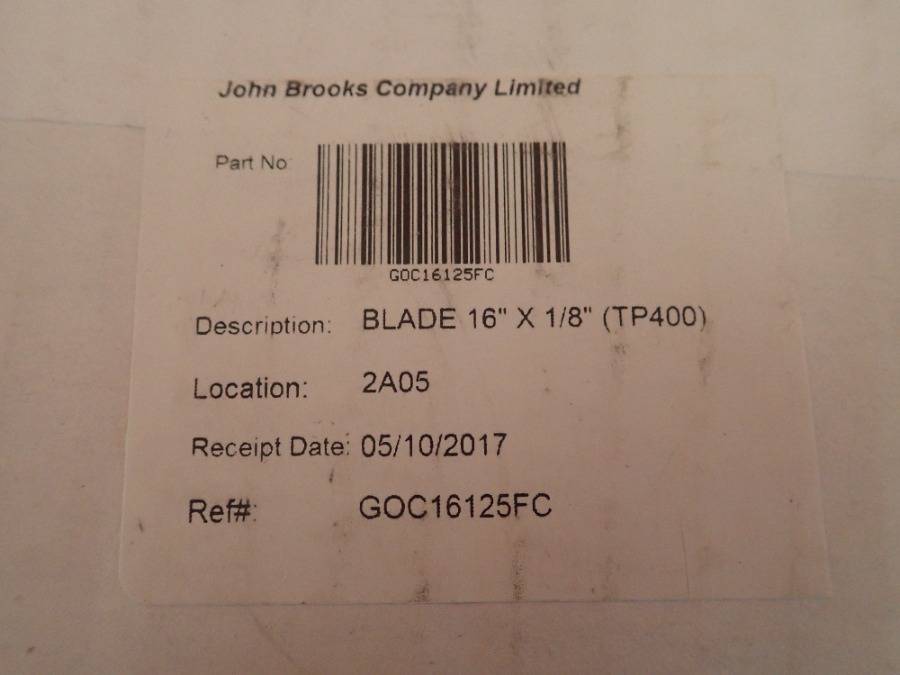 John Brooks Company Limited
Part No
GOC16125FC
Description: BLADE 16" X 1/8" (TP400)
Location: 2A05
Receipt Date: 05/10/2017
Ref#: GOC16125FC